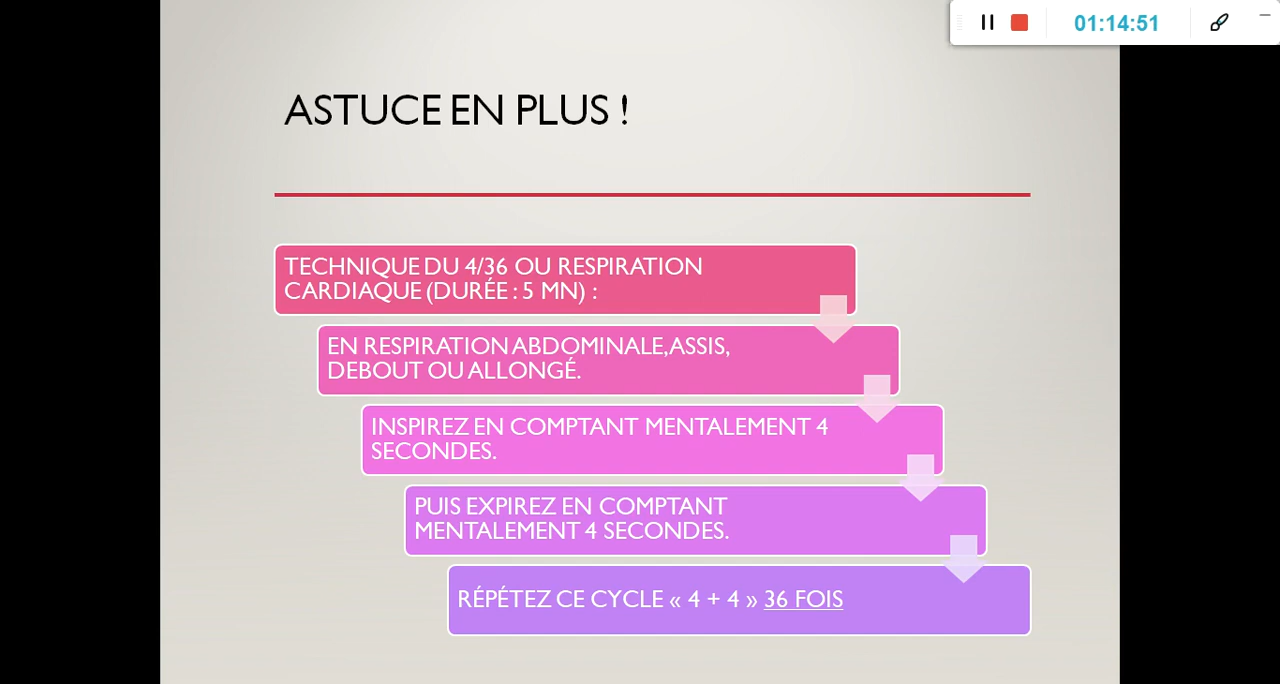 01:14:51
ASTUCE EN PLUS !
TECHNIQUE DU 4/36 OU RESPIRATION
CARDIAQUE (DURÉE : 5 MN) :
EN RESPIRATION ABDOMINALE, ASSIS,
DEBOUT OU ALLONGÉ.
INSPIREZ EN COMPTANT MENTALEMENT 4
SECONDES.
PUIS EXPIREZ EN COMPTANT
MENTALEMENT 4 SECONDES.
RÉPÉTEZ CE CYCLE « 4 + 4 » 36 FOIS